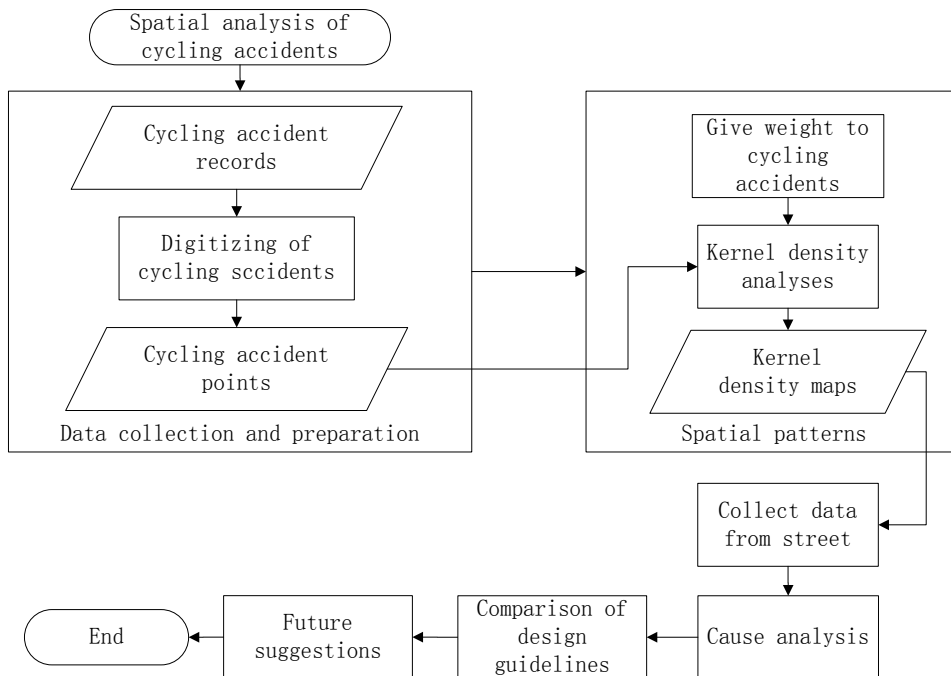 Spatial analysis of
cycling accidents
Cycling accident
records
Digitizing of
cycling sccidents
Cycling accident
points
Data collection and preparation
Give weight to
cycling
accidents
Kernel density
analyses
Kernel
density maps
Spatial patterns
Collect data
from street
Cause analysis
Comparison of
design
guidelines
Future
suggestions
End